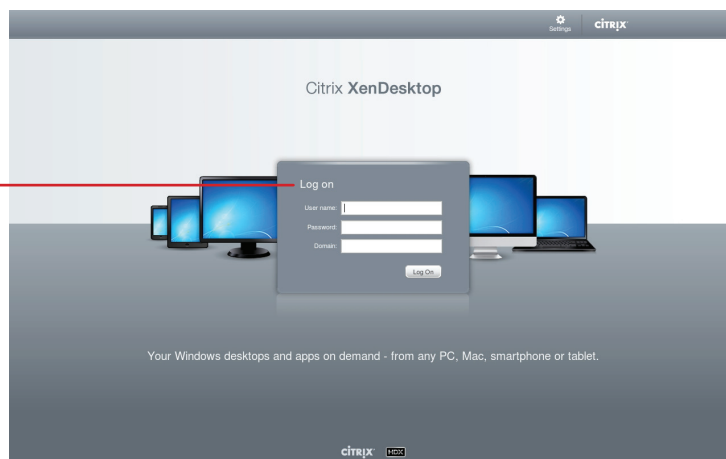 Settings
CİTRIX
Citrix XenDesktop
Log on
User name:
Password:
Domain:
Log On
Your Windows desktops and apps on demand - from any PC, Mac, smartphone or tablet.
CİTRIX HDX